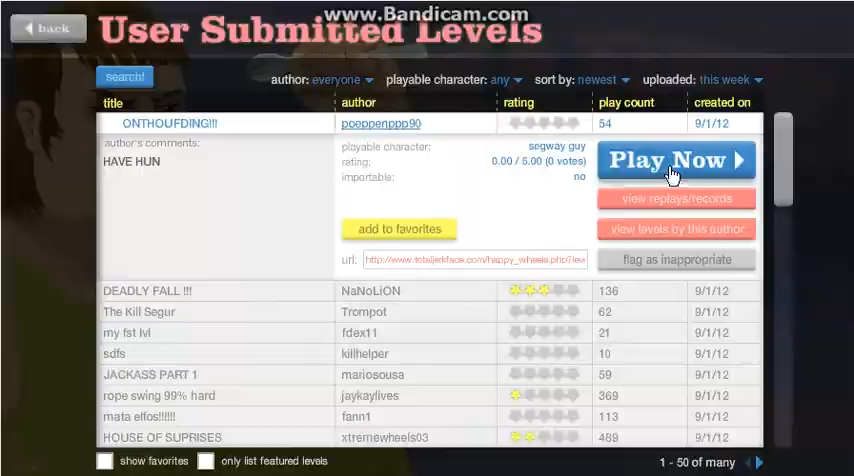 www.Bandicam.com
back
User Submitted Levels
search!
author: everyone playable character: any sort by: newest uploaded: this week
title author rating play count created on
ONTHOUFDING!!! poeppenppp90 54 9/1/12
author's comments:
HAVE HUN
playable character: segway guy
rating: 0.00 / 5.00 (0 votes)
importable: no
Play Now
view replays/records
add to favorites
view levels by this author
url: http://www.totaljerkface.com/happy_wheels.php?lev
flag as inappropriate
DEADLY FALL !!! NaNoLiON 136 9/1/12
The Kill Segur Trompot 62 9/1/12
my fst lvl fdex11 21 9/1/12
sdfs killhelper 10 9/1/12
JACKASS PART 1 mariosousa 59 9/1/12
rope swing 99% hard jaykaylives 369 9/1/12
mata elfos!!!!!! fann1 113 9/1/12
HOUSE OF SUPRISES xtremewheels03 489 9/1/12
show favorites only list featured levels 1 - 50 of many